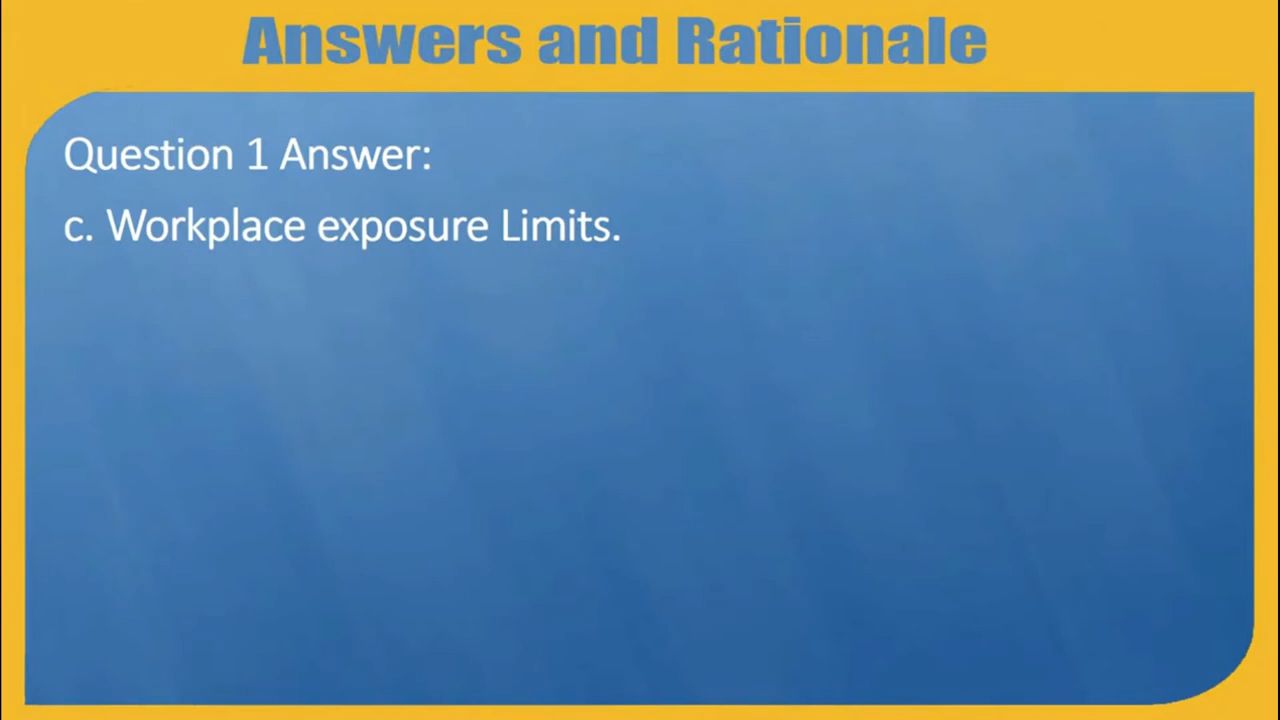 Answers and Rationale
Question 1 Answer:
c. Workplace exposure Limits.